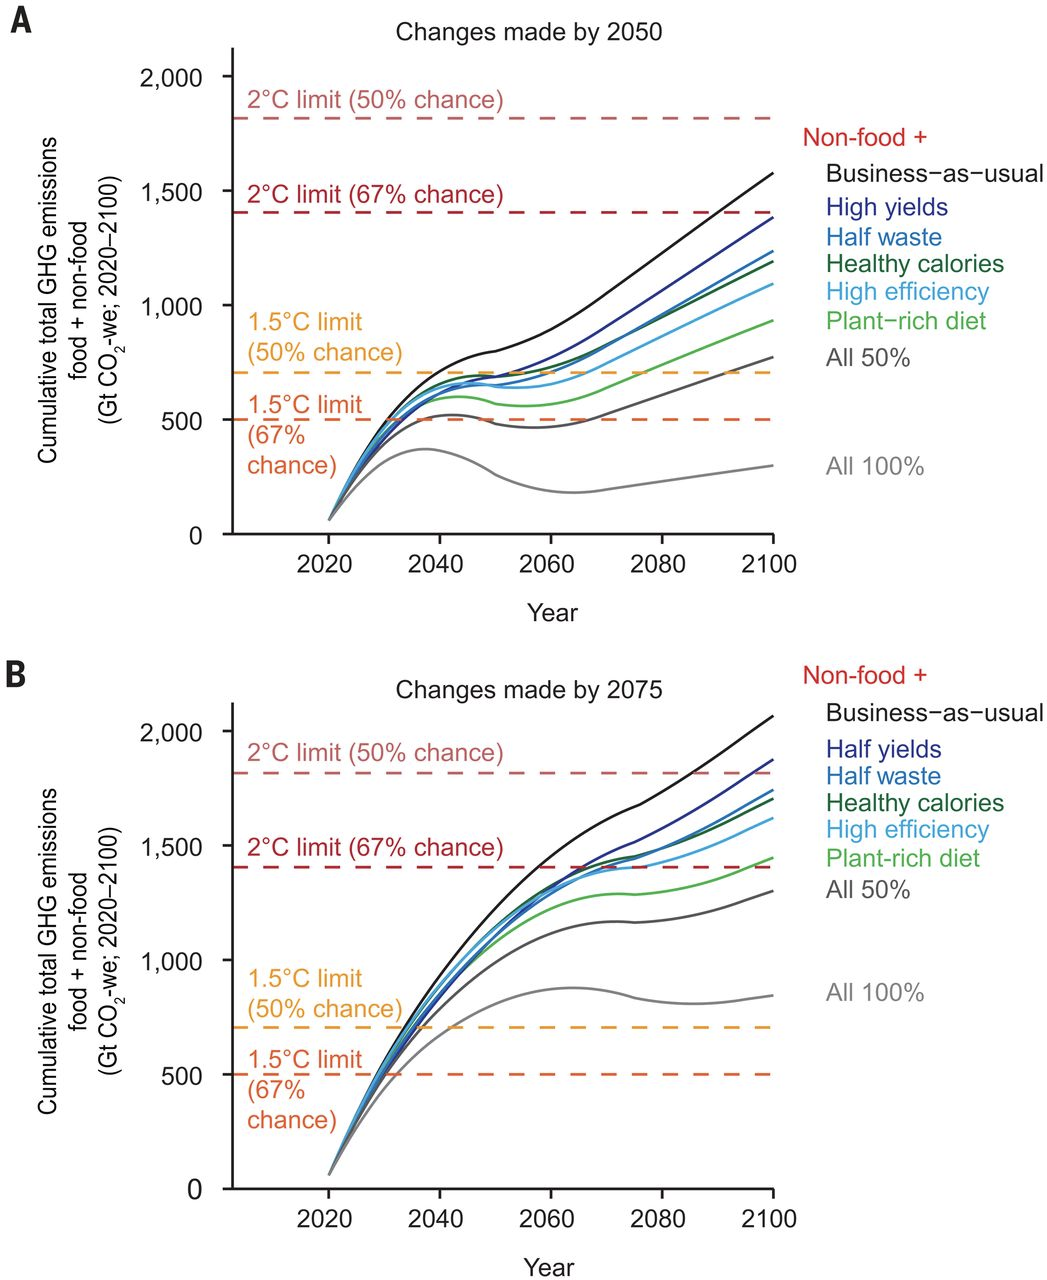 A
Changes made by 2050
Cumulative total GHG emissions
food + non-food
(Gt CO2-we; 2020–2100)
2,000
1,500
1,000
500
0
2°C limit (50% chance)
2°C limit (67% chance)
1.5°C limit
(50% chance)
1.5°C limit
(67%
chance)
Non-food +
Business−as−usual
High yields
Half waste
Healthy calories
High efficiency
Plant−rich diet
All 50%
All 100%
2020 2040 2060 2080 2100
Year
B
Changes made by 2075
Cumulative total GHG emissions
food + non-food
(Gt CO2-we; 2020–2100)
2,000
1,500
1,000
500
0
2°C limit (50% chance)
2°C limit (67% chance)
1.5°C limit
(50% chance)
1.5°C limit
(67%
chance)
Non-food +
Business−as−usual
Half yields
Half waste
Healthy calories
High efficiency
Plant-rich diet
All 50%
All 100%
2020 2040 2060 2080 2100
Year